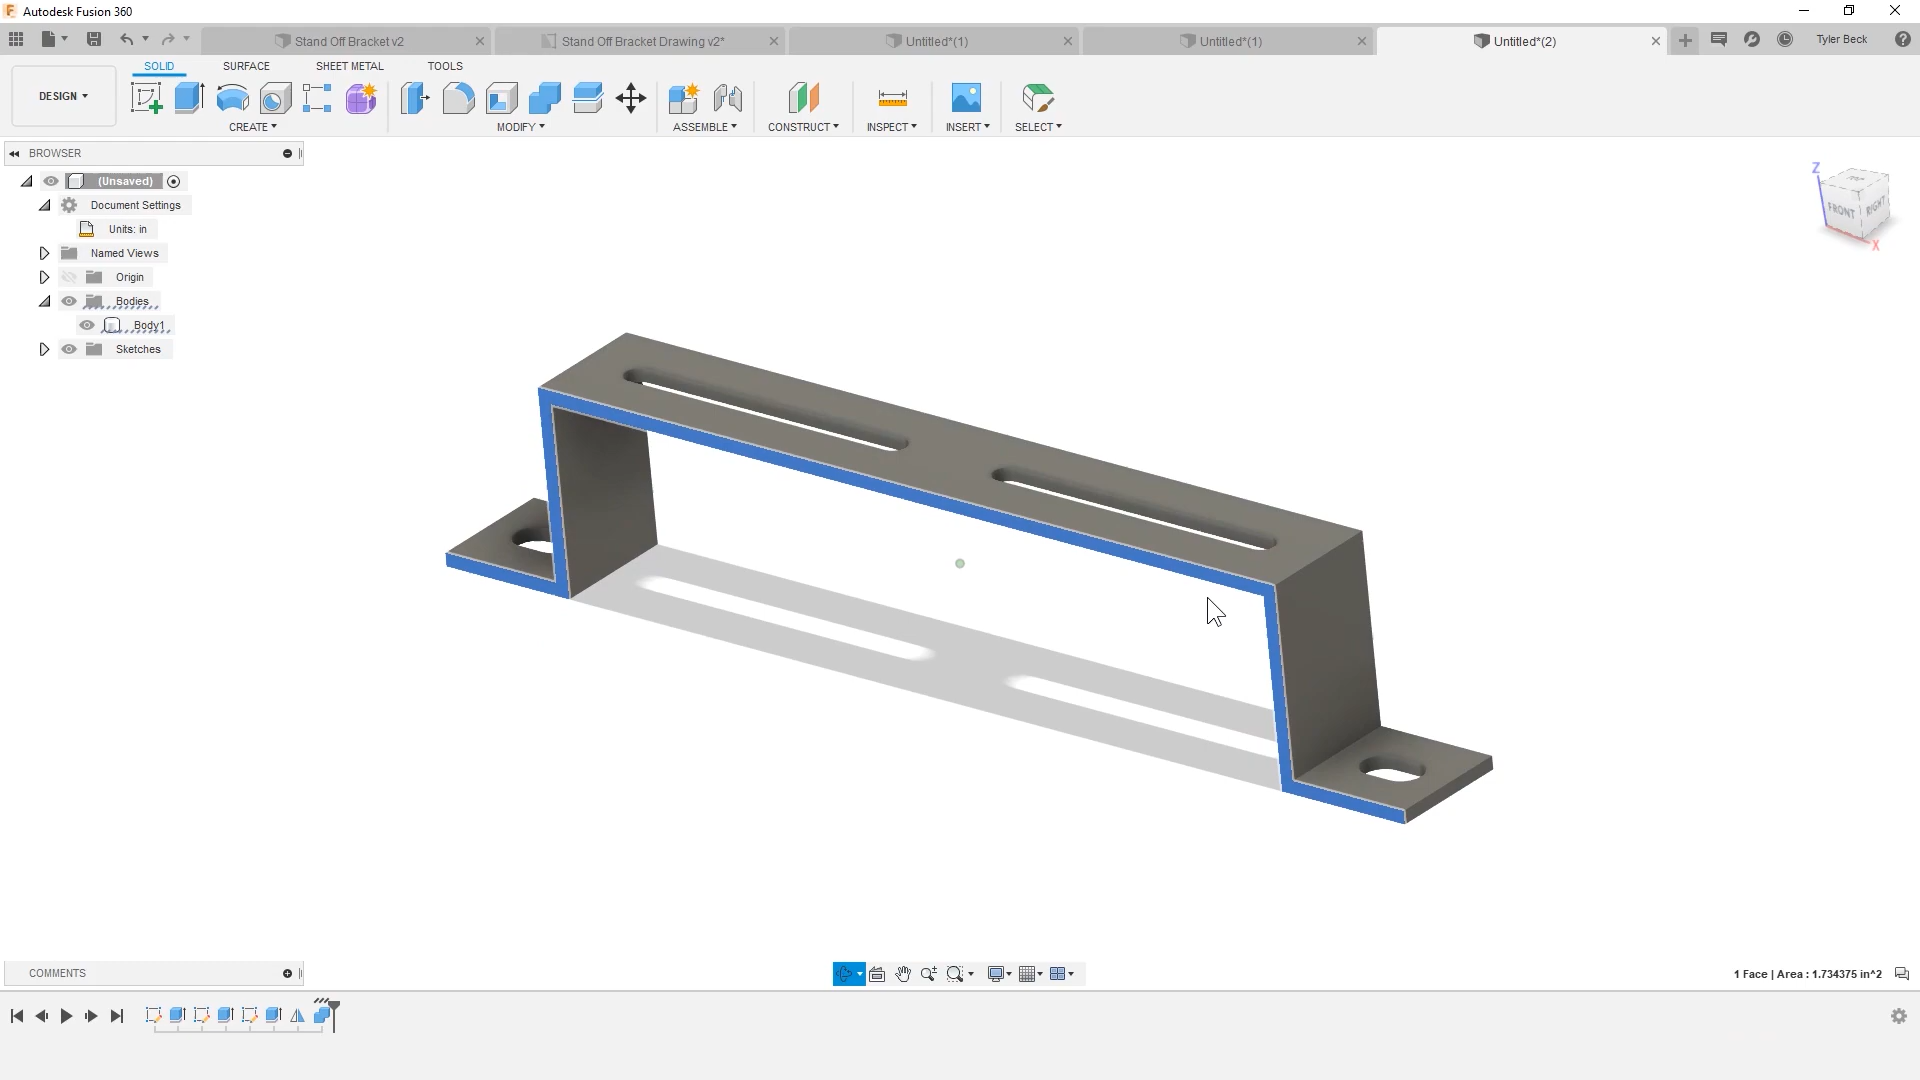 Autodesk Fusion 360
Stand Off Bracket v2
Stand Off Bracket Drawing v2*
Untitled*(1)
Untitled*(1)
Untitled*(2)
Tyler Beck
DESIGN
SOLID
SURFACE
SHEET METAL
TOOLS
CREATE
MODIFY
ASSEMBLE
CONSTRUCT
INSPECT
INSERT
SELECT
BROWSER
(Unsaved)
Document Settings
Units: in
Named Views
Origin
Bodies
Body1
Sketches
Z
FRONT
RIGHT
X
COMMENTS
1 Face | Area : 1.734375 in^2